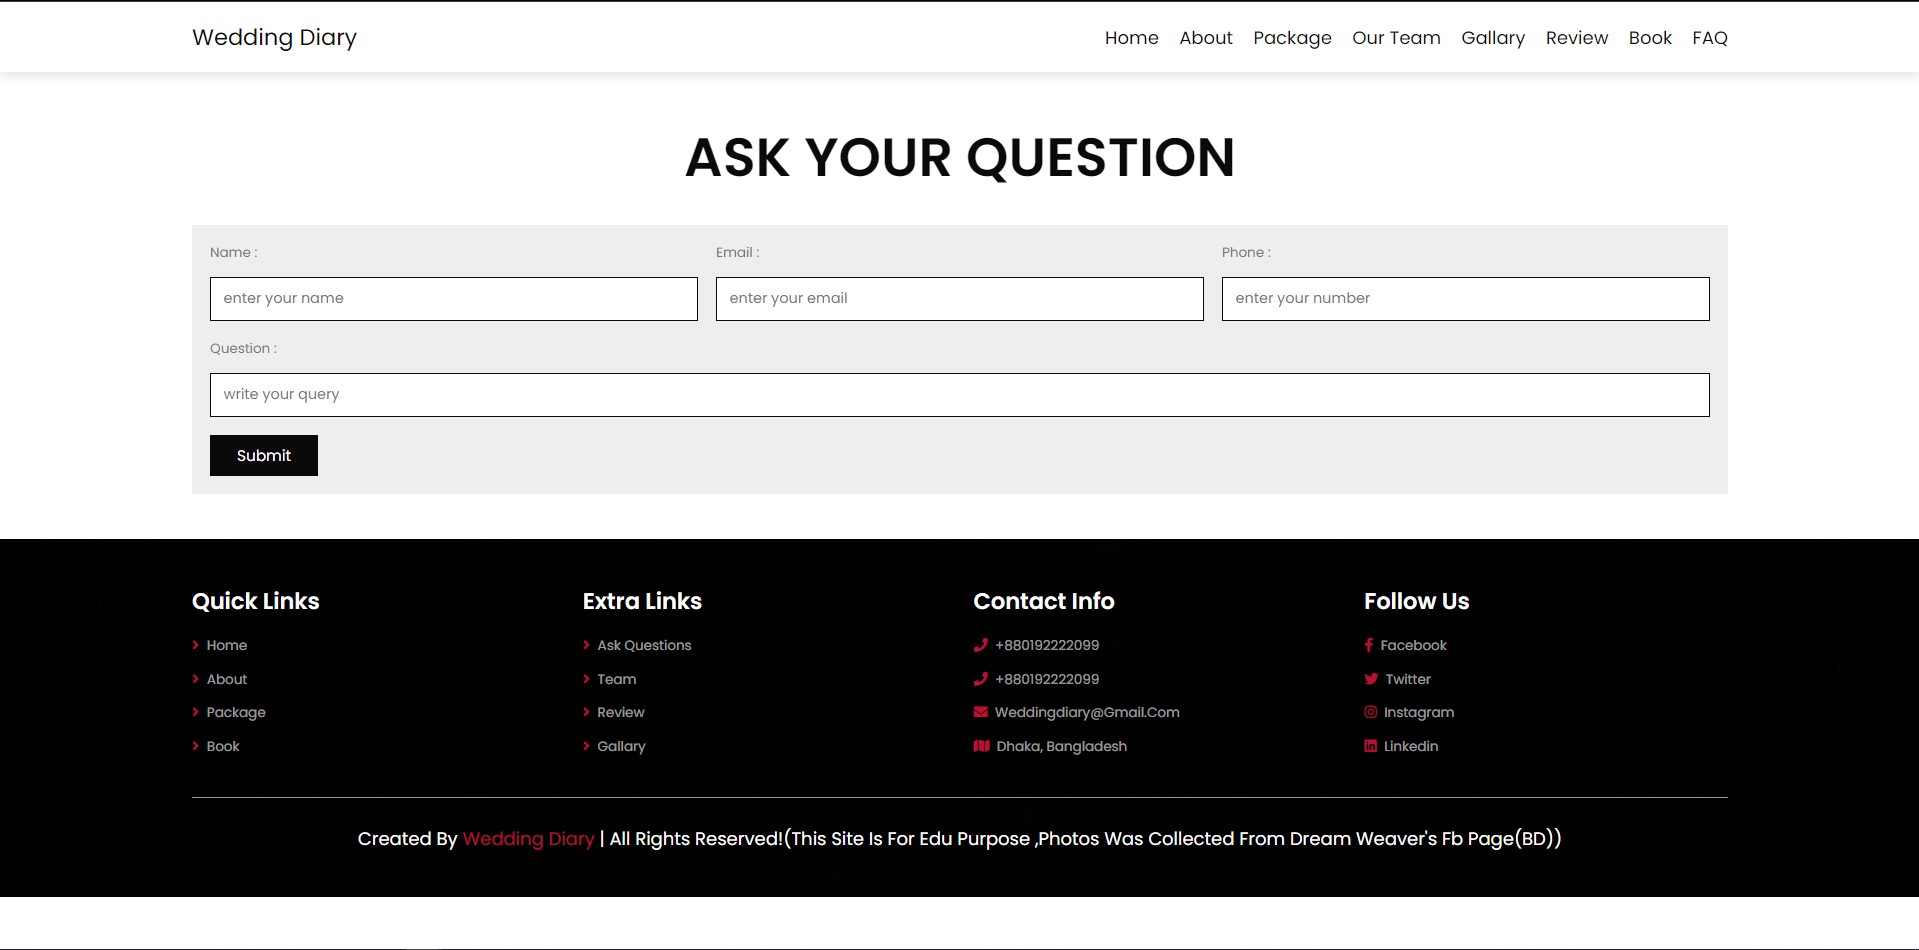 Wedding Diary
Home About Package Our Team Gallary Review Book FAQ
ASK YOUR QUESTION
Name : Email : Phone :
enter your name enter your email enter your number
Question :
write your query
Submit
Quick Links
Home
About
Package
Book
Extra Links
Ask Questions
Team
Review
Gallary
Contact Info
+880192222099
+880192222099
Weddingdiary@Gmail.Com
Dhaka, Bangladesh
Follow Us
Facebook
Twitter
Instagram
Linkedin
Created By Wedding Diary | All Rights Reserved!(This Site Is For Edu Purpose ,Photos Was Collected From Dream Weaver's Fb Page(BD))